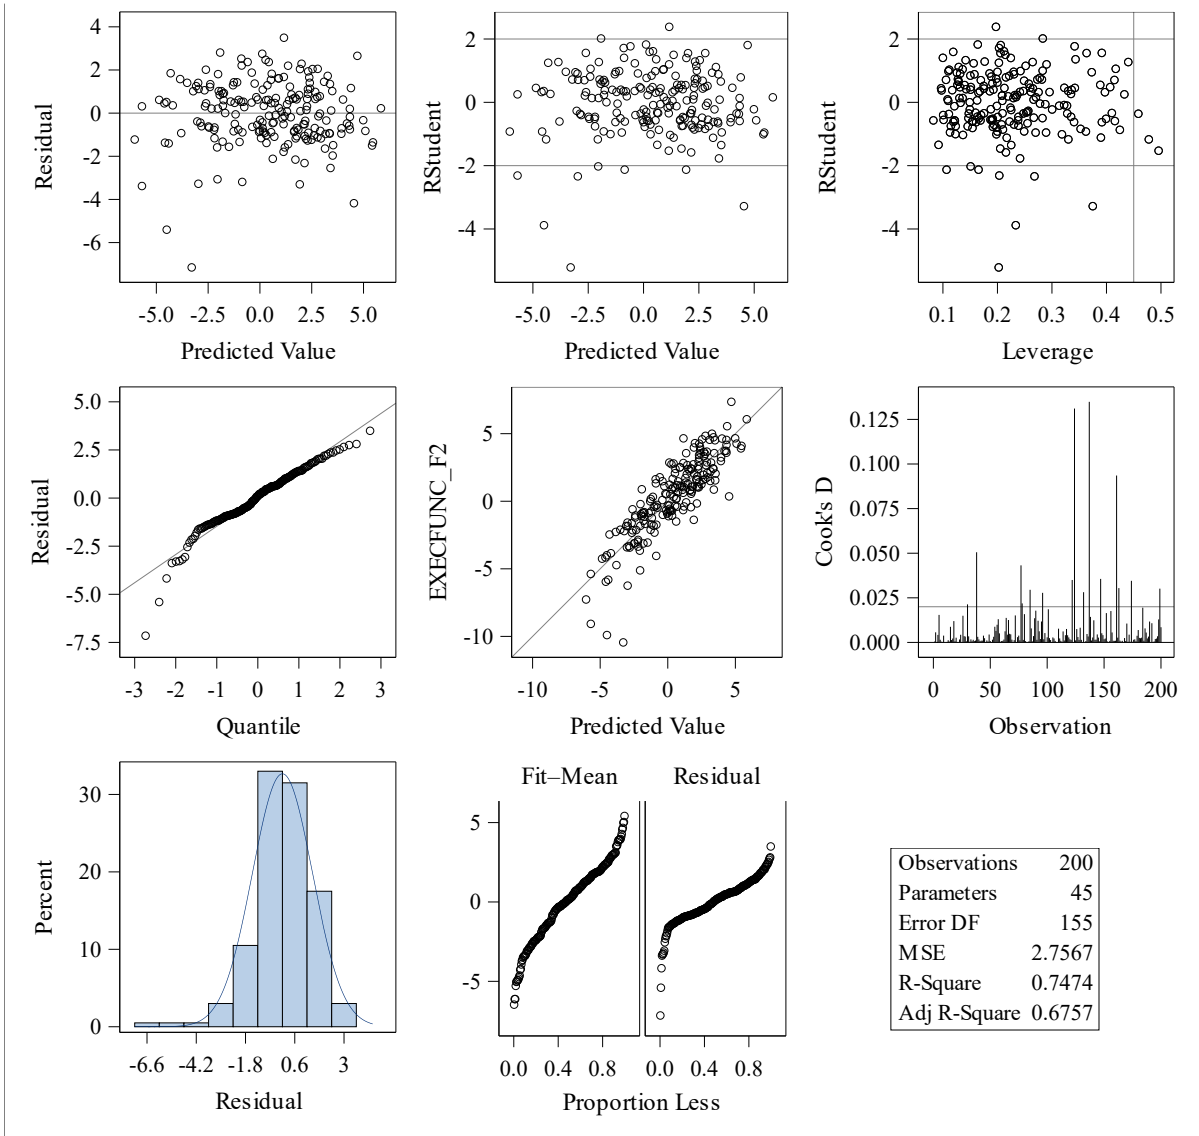 4
2
0
-2
-4
-6
Residual
-5.0 -2.5 0.0 2.5 5.0
Predicted Value
2
0
-2
-4
RStudent
-5.0 -2.5 0.0 2.5 5.0
Predicted Value
2
0
-2
-4
RStudent
0.1 0.2 0.3 0.4 0.5
Leverage
5.0
2.5
0.0
-2.5
-5.0
-7.5
Residual
-3 -2 -1 0 1 2 3
Quantile
5
0
-5
-10
EXECFUNC_F2
-10 -5 0 5
Predicted Value
0.125
0.100
0.075
0.050
0.025
0.000
Cook's D
0 50 100 150 200
Observation
30
20
10
0
Percent
-6.6 -4.2 -1.8 0.6 3
Residual
Fit–Mean Residual
5
0
-5
0.0 0.4 0.8 0.0 0.4 0.8
Proportion Less
Observations 200
Parameters 45
Error DF 155
MSE 2.7567
R-Square 0.7474
Adj R-Square 0.6757